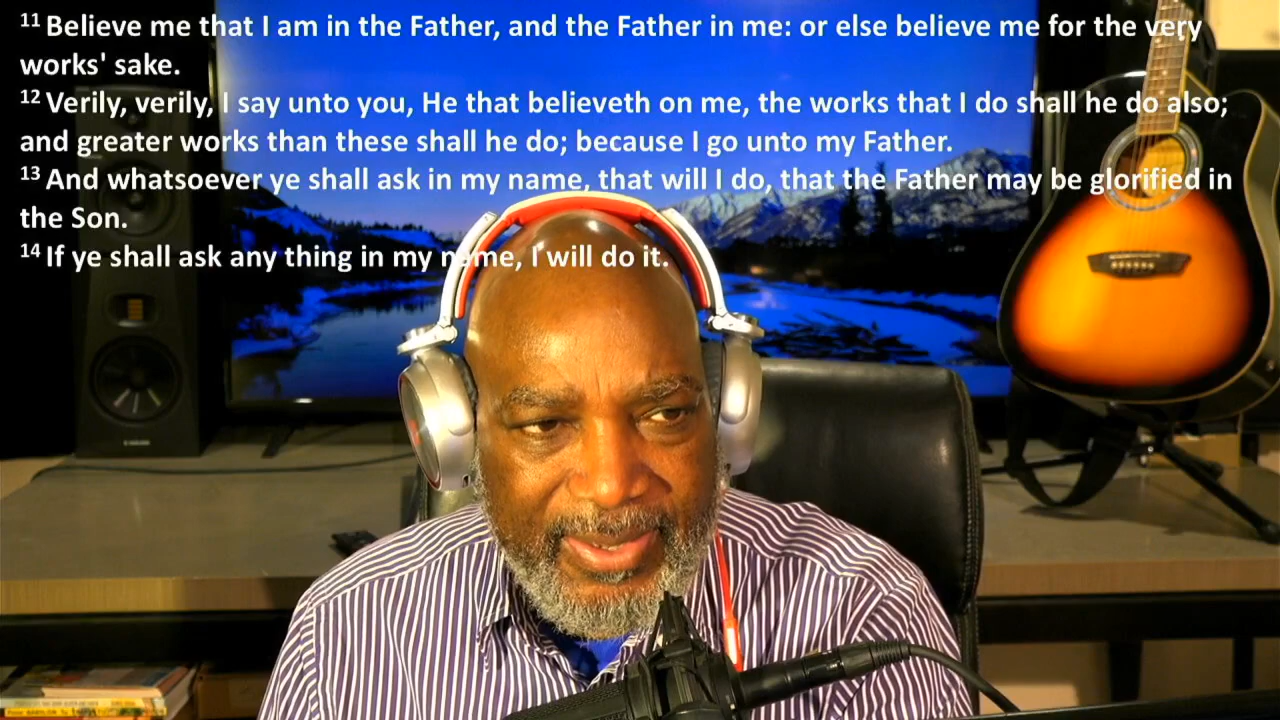 11 Believe me that I am in the Father, and the Father in me: or else believe me for the very
works' sake.
12 Verily, verily, I say unto you, He that believeth on me, the works that I do shall he do also;
and greater works than these shall he do; because I go unto my Father.
13 And whatsoever ye shall ask in my name, that will I do, that the Father may be glorified in
the Son.
14 If ye shall ask any thing in my name, I will do it.